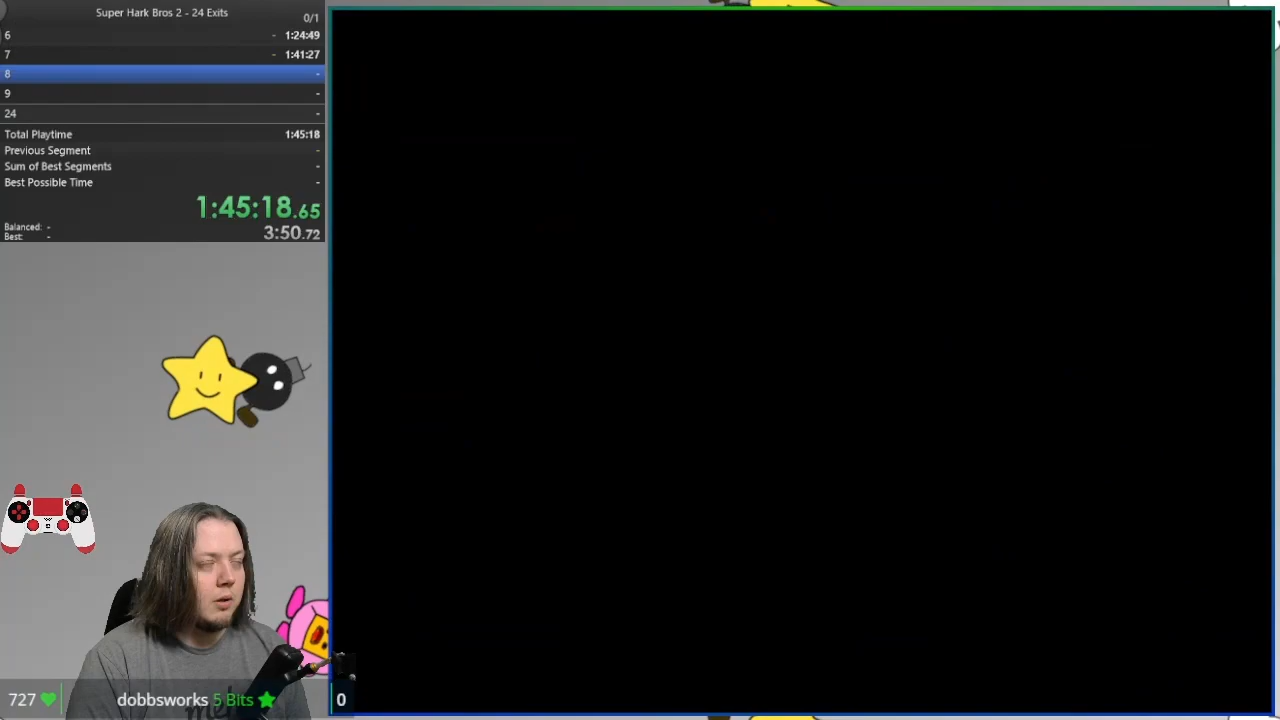 Super Hark Bros 2 - 24 Exits
0/1
6 - 1:24:49
7 - 1:41:27
8 -
9 -
24 -
Total Playtime 1:45:18
Previous Segment -
Sum of Best Segments -
Best Possible Time -
1:45:18.65
Balanced: -
Best: -
3:50.72
727 dobbsworks 5 Bits 0